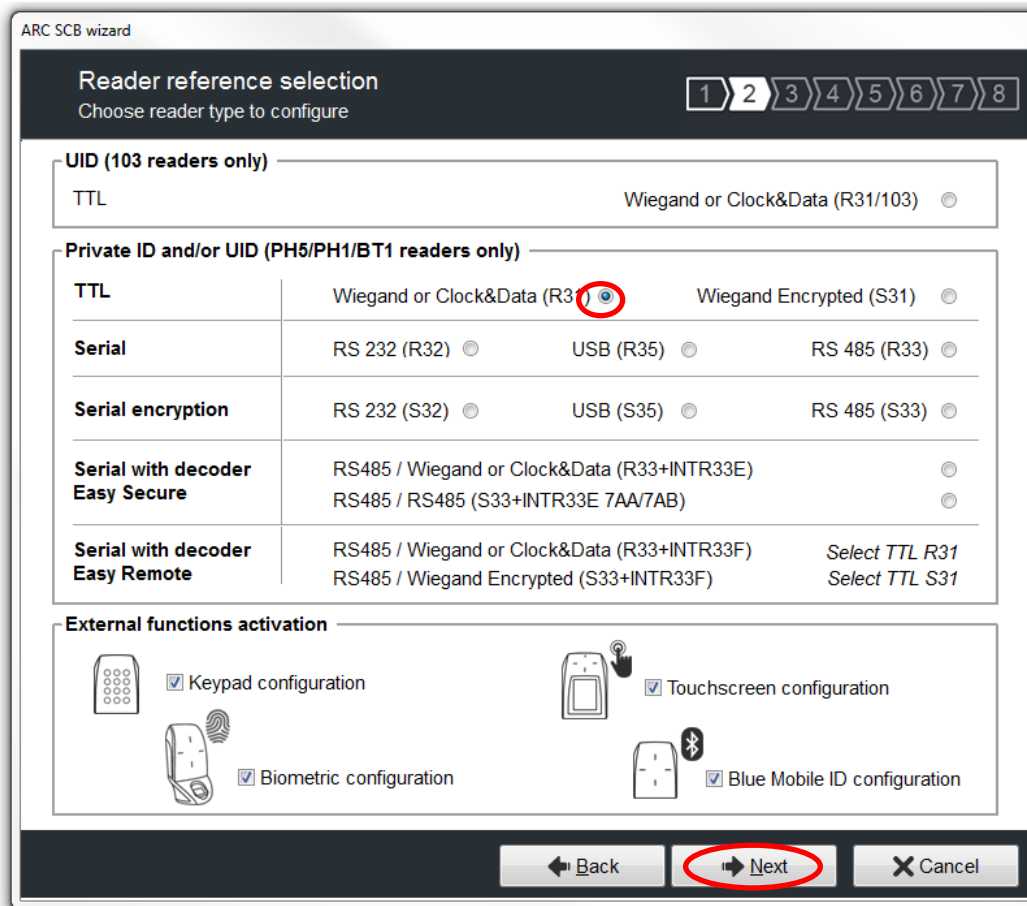 ARC SCB wizard
Reader reference selection
Choose reader type to configure
1 2 3 4 5 6 7 8
UID (103 readers only)
TTL Wiegand or Clock&Data (R31/103)
Private ID and/or UID (PH5/PH1/BT1 readers only)
TTL Wiegand or Clock&Data (R31) Wiegand Encrypted (S31)
Serial RS 232 (R32) USB (R35) RS 485 (R33)
Serial encryption RS 232 (S32) USB (S35) RS 485 (S33)
Serial with decoder
Easy Secure
RS485 / Wiegand or Clock&Data (R33+INTR33E)
RS485 / RS485 (S33+INTR33E 7AA/7AB)
Serial with decoder
Easy Remote
RS485 / Wiegand or Clock&Data (R33+INTR33F) Select TTL R31
RS485 / Wiegand Encrypted (S33+INTR33F) Select TTL S31
External functions activation
Keypad configuration
Touchscreen configuration
Biometric configuration
Blue Mobile ID configuration
Back Next Cancel